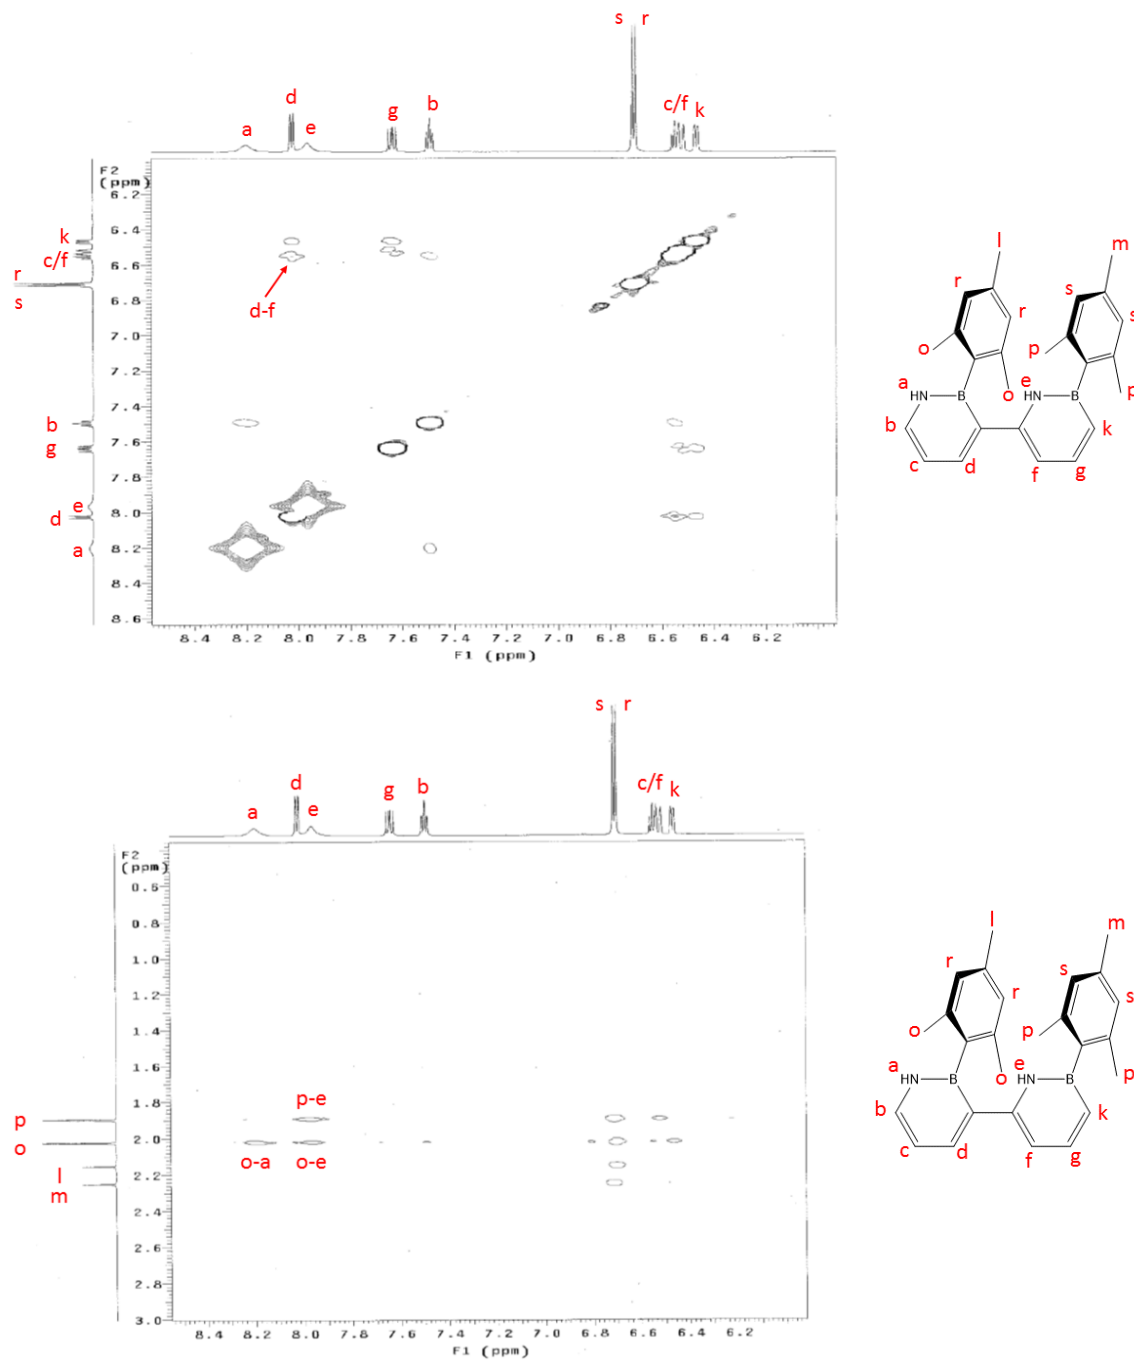 s r
d
g
b
c/f
k
a
e
F2
(ppm)
6.2
6.4
6.6
6.8
7.0
7.2
7.4
7.6
7.8
8.0
8.2
8.4
8.6
k
c/f
r
s
b
g
e
d
a
d-f
8.4 8.2 8.0 7.8 7.6 7.4 7.2 7.0 6.8 6.6 6.4 6.2
F1 (ppm)
l
m
r
s
r
s
o
p
a
HN
B
o
e
HN
B
p
b
k
c
d
f
g
s r
d
g
b
c/f
k
a
e
F2
(ppm)
0.6
0.8
1.0
1.2
1.4
1.6
1.8
2.0
2.2
2.4
2.6
2.8
3.0
p
o
l
m
p-e
o-a
o-e
8.4 8.2 8.0 7.8 7.6 7.4 7.2 7.0 6.8 6.6 6.4 6.2
F1 (ppm)
l
m
r
s
r
s
o
p
a
HN
B
o
e
HN
B
p
b
k
c
d
f
g